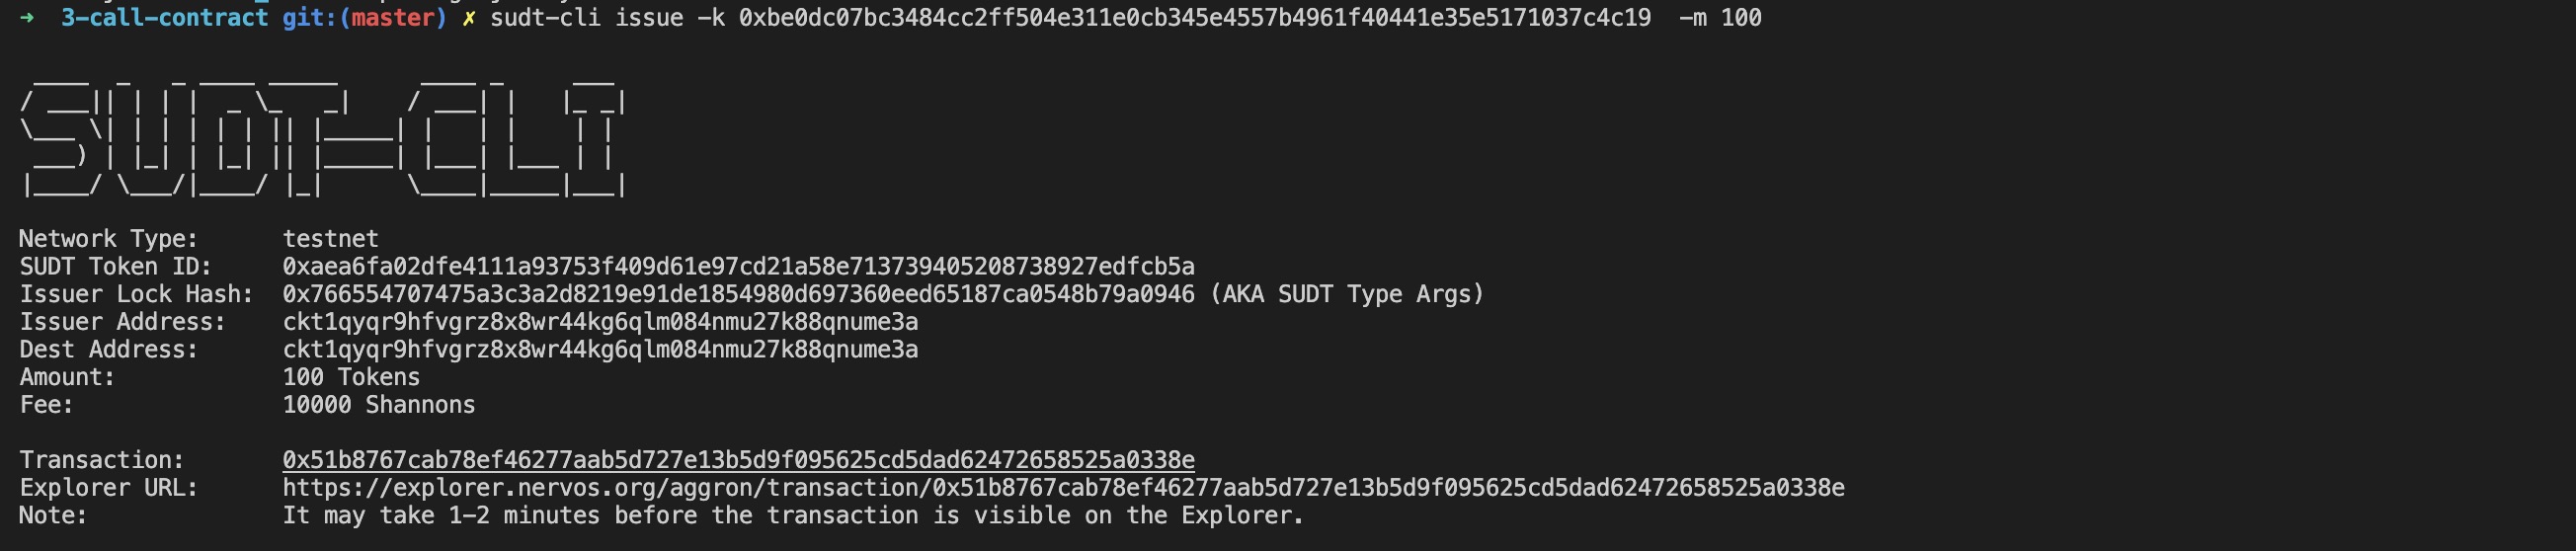 ➜  3-call-contract git:(master) ✗ sudt-cli issue -k 0xbe0dc07bc3484cc2ff504e311e0cb345e4557b4961f40441e35e5171037c4c19  -m 100
SUDT-CLI
Network Type:      testnet
SUDT Token ID:     0xaea6fa02dfe4111a93753f409d61e97cd21a58e713739405208738927edfcb5a
Issuer Lock Hash:  0x766554707475a3c3a2d8219e91de1854980d697360eed65187ca0548b79a0946 (AKA SUDT Type Args)
Issuer Address:    ckt1qyqr9hfvgrz8x8wr44kg6qlm084nmu27k88qnume3a
Dest Address:      ckt1qyqr9hfvgrz8x8wr44kg6qlm084nmu27k88qnume3a
Amount:            100 Tokens
Fee:               10000 Shannons
Transaction:       0x51b8767cab78ef46277aab5d727e13b5d9f095625cd5dad62472658525a0338e
Explorer URL:      https://explorer.nervos.org/aggron/transaction/0x51b8767cab78ef46277aab5d727e13b5d9f095625cd5dad62472658525a0338e
Note:              It may take 1-2 minutes before the transaction is visible on the Explorer.